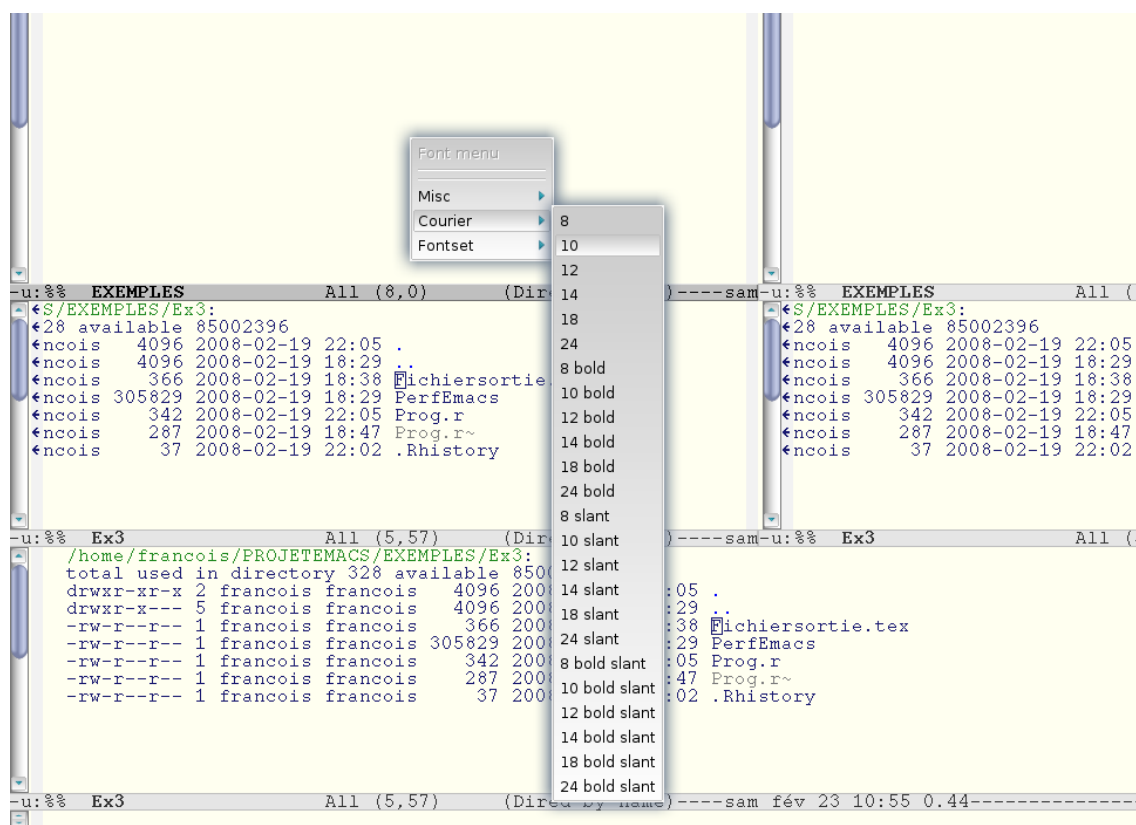 Font menu
Misc
Courier
Fontset
8
10
12
14
18
24
8 bold
10 bold
12 bold
14 bold
18 bold
24 bold
8 slant
10 slant
12 slant
14 slant
18 slant
24 slant
8 bold slant
10 bold slant
12 bold slant
14 bold slant
18 bold slant
24 bold slant
-u:%% EXEMPLES All (8,0) (Dir )----sam
S/EXEMPLES/Ex3:
28 available 85002396
ncois 4096 2008-02-19 22:05 .
ncois 4096 2008-02-19 18:29 ..
ncois 366 2008-02-19 18:38 Fichiersortie.
ncois 305829 2008-02-19 18:29 PerfEmacs
ncois 342 2008-02-19 22:05 Prog.r
ncois 287 2008-02-19 18:47 Prog.r~
ncois 37 2008-02-19 22:02 .Rhistory
-u:%% Ex3 All (5,57) (Dir )----sam
-u:%% EXEMPLES All (
S/EXEMPLES/Ex3:
28 available 85002396
ncois 4096 2008-02-19 22:05
ncois 4096 2008-02-19 18:29
ncois 366 2008-02-19 18:38
ncois 305829 2008-02-19 18:29
ncois 342 2008-02-19 22:05
ncois 287 2008-02-19 18:47
ncois 37 2008-02-19 22:02
-u:%% Ex3 All (
/home/francois/PROJETEMACS/EXEMPLES/Ex3:
total used in directory 328 available 850
drwxr-xr-x 2 francois francois 4096 200 :05 .
drwxr-x--- 5 francois francois 4096 200 :29 ..
-rw-r--r-- 1 francois francois 366 200 :38 Fichiersortie.tex
-rw-r--r-- 1 francois francois 305829 200 :29 PerfEmacs
-rw-r--r-- 1 francois francois 342 200 :05 Prog.r
-rw-r--r-- 1 francois francois 287 200 :47 Prog.r~
-rw-r--r-- 1 francois francois 37 200 :02 .Rhistory
-u:%% Ex3 All (5,57) (Dired by name)----sam fév 23 10:55 0.44--------------